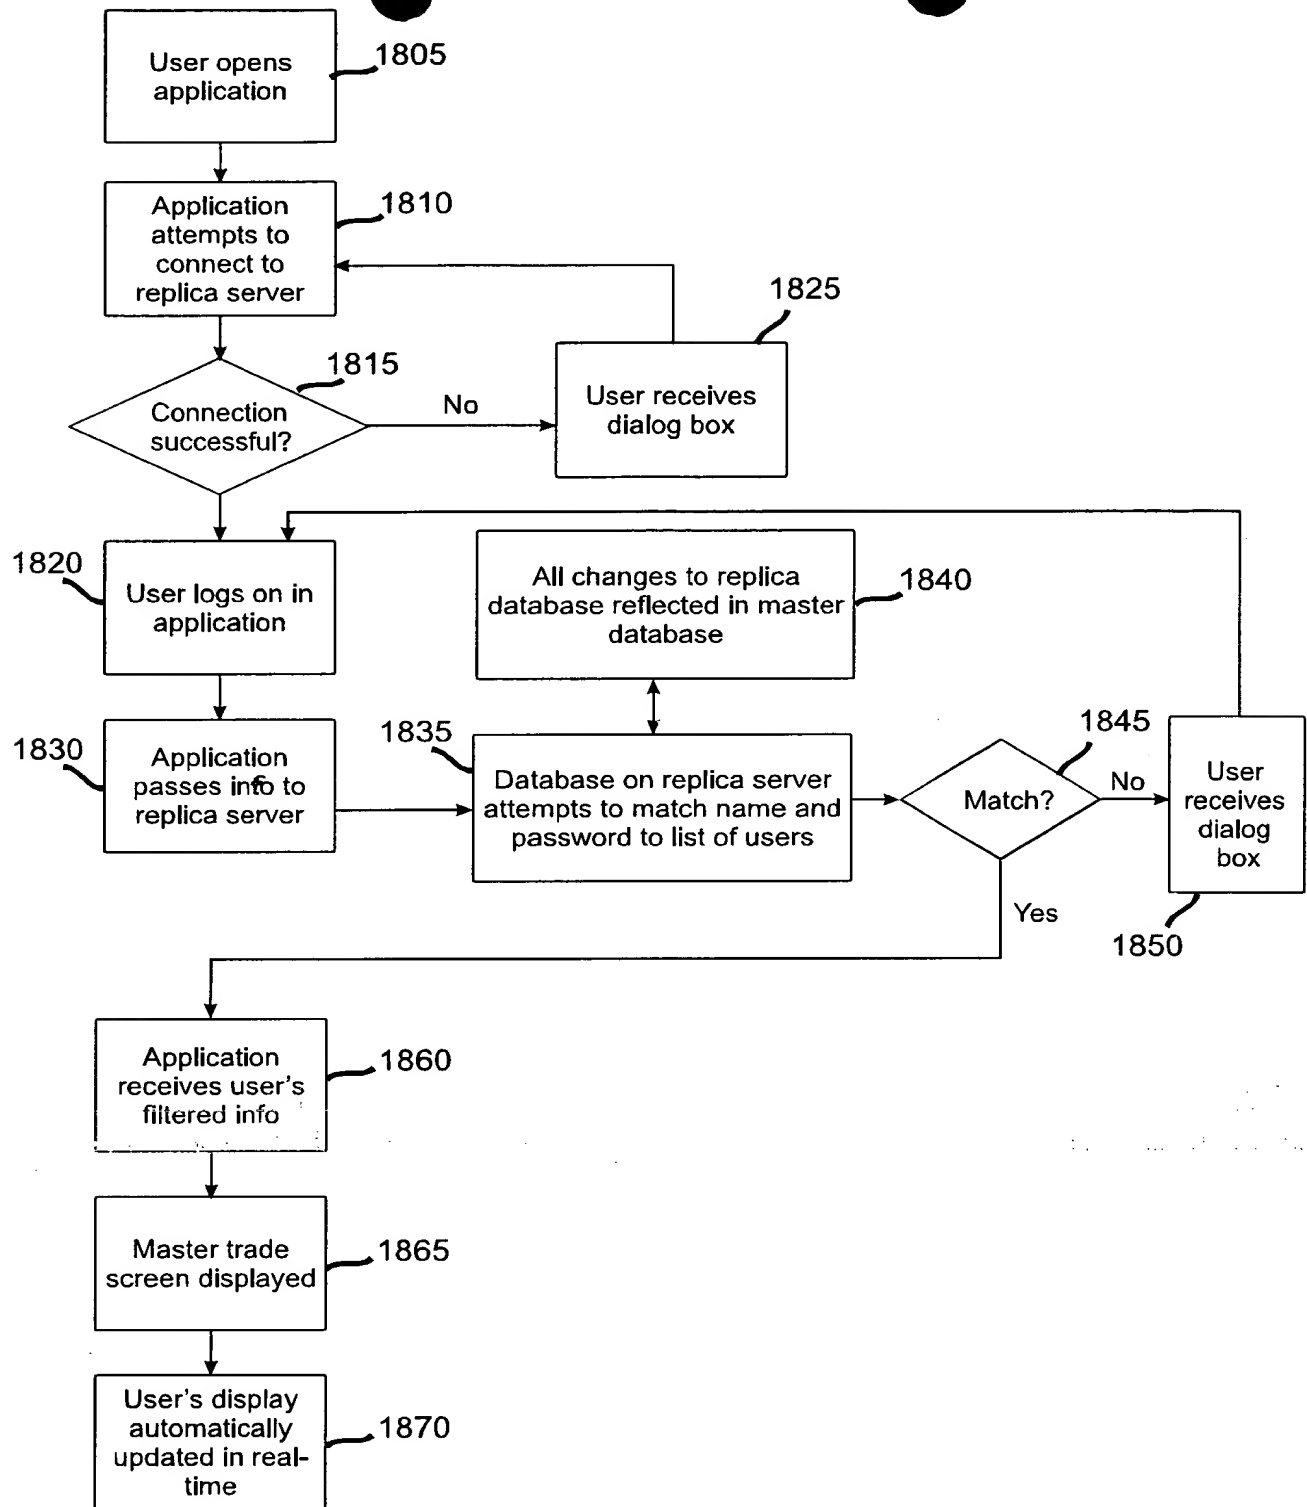 User opens
application
1805
Application
attempts to
connect to
replica server
1810
1825
User receives
dialog box
1815
Connection
successful?
No
1820
User logs on in
application
All changes to replica
database reflected in master
database
1840
1830
Application
passes info to
replica server
1835
Database on replica server
attempts to match name and
password to list of users
1845
Match?
No
User
receives
dialog
box
1850
Yes
Application
receives user's
filtered info
1860
Master trade
screen displayed
1865
User's display
automatically
updated in real-
time
1870